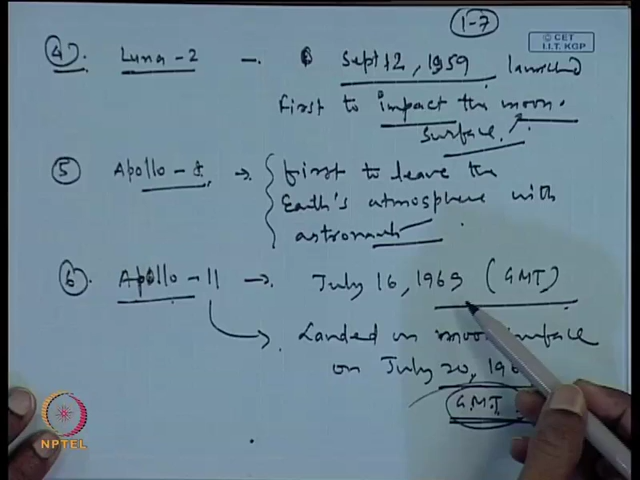 1-7
© CET
I.I.T. KGP
4. Luna-2 — Sept 12, 1959 launched
First to impact the moon.
surface.
5 Apollo - 8. → First to leave the
Earth's atmosphere with
astronauts
6. Apollo - 11 → July 16, 1969 (GMT)
Landed on moon surface
on July 20, 196
G.M.T.
NPTEL